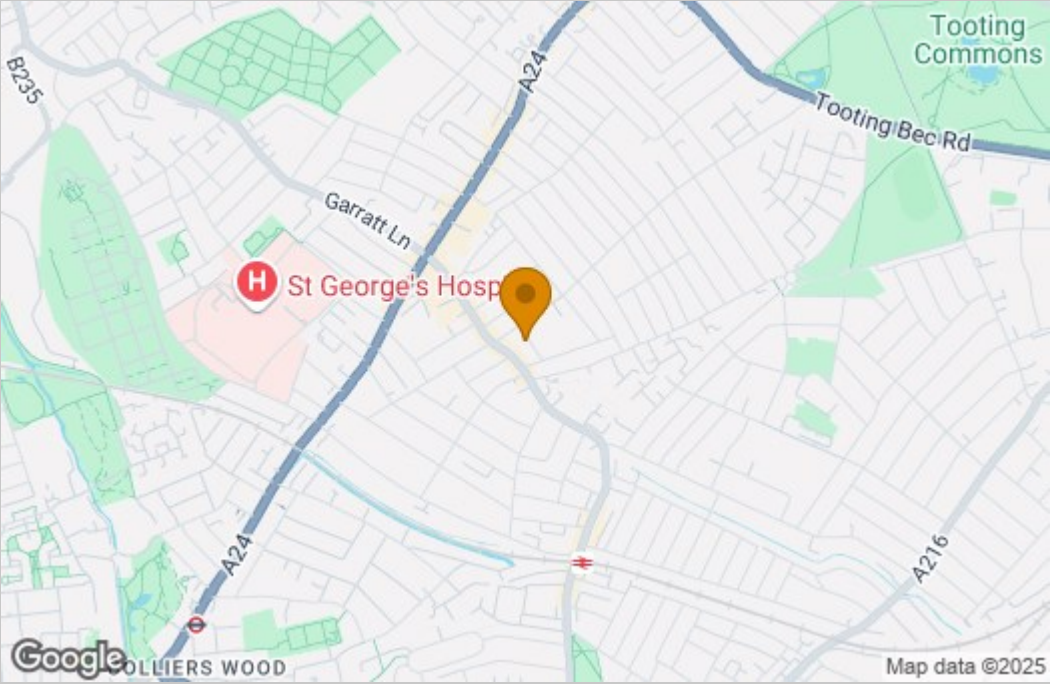 Tooting
Commons
B235
A24
Tooting Bec Rd
Garratt Ln
H
St George's Hosp
A24
A216
Google
OLLIERS WOOD
Map data ©2025